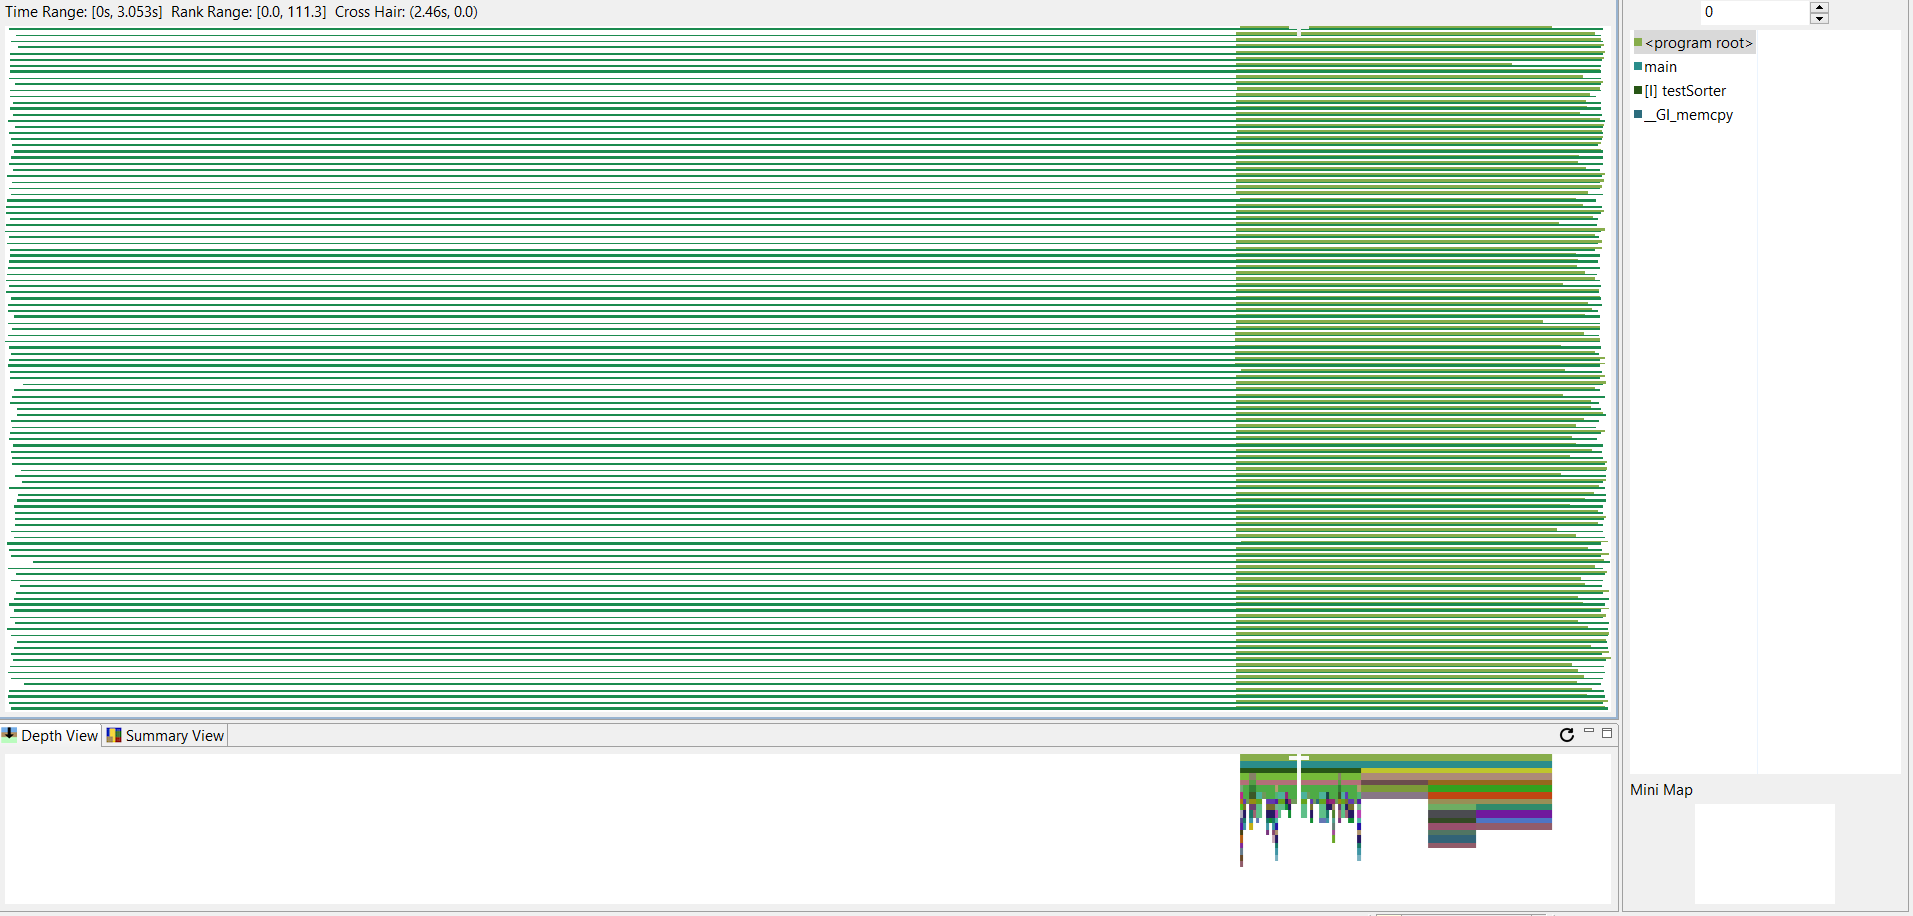 Time Range: [0s, 3.053s]  Rank Range: [0.0, 111.3]  Cross Hair: (2.46s, 0.0)
0
<program root>
main
[I] testSorter
__GI_memcpy
Depth View
Summary View
Mini Map